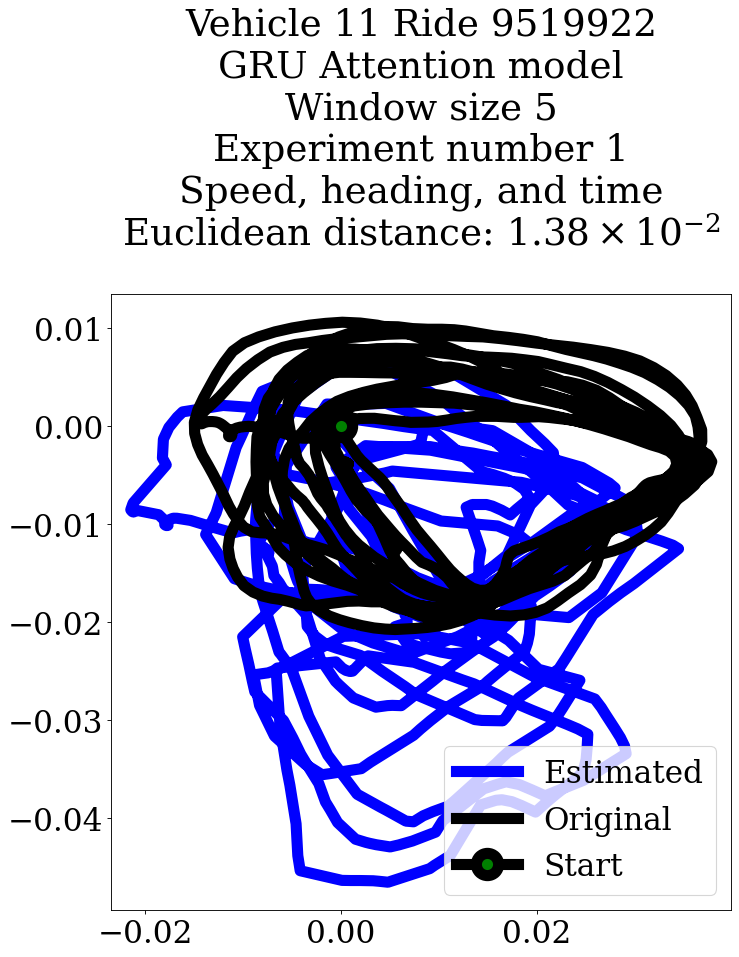 Vehicle 11 Ride 9519922
GRU Attention model
Window size 5
Experiment number 1
Speed, heading, and time
Euclidean distance: 1.38 × 10⁻²
0.01
0.00
−0.01
−0.02
−0.03
−0.04
Estimated
Original
Start
−0.02 0.00 0.02